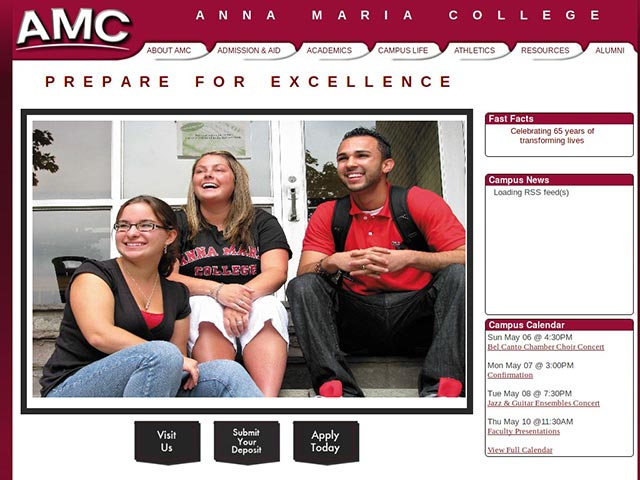 AMC
ANNA MARIA COLLEGE
ABOUT AMC
ADMISSION & AID
ACADEMICS
CAMPUS LIFE
ATHLETICS
RESOURCES
ALUMNI
PREPARE FOR EXCELLENCE
ANNA MARI
COLLEGE
Visit
Us
Submit
Your
Deposit
Apply
Today
Fast Facts
Celebrating 65 years of
transforming lives
Campus News
Loading RSS feed(s)
Campus Calendar
Sun May 06 @ 4:30PM
Bel Canto Chamber Choir Concert
Mon May 07 @ 3:00PM
Confirmation
Tue May 08 @ 7:30PM
Jazz & Guitar Ensembles Concert
Thu May 10 @11:30AM
Faculty Presentations
View Full Calendar